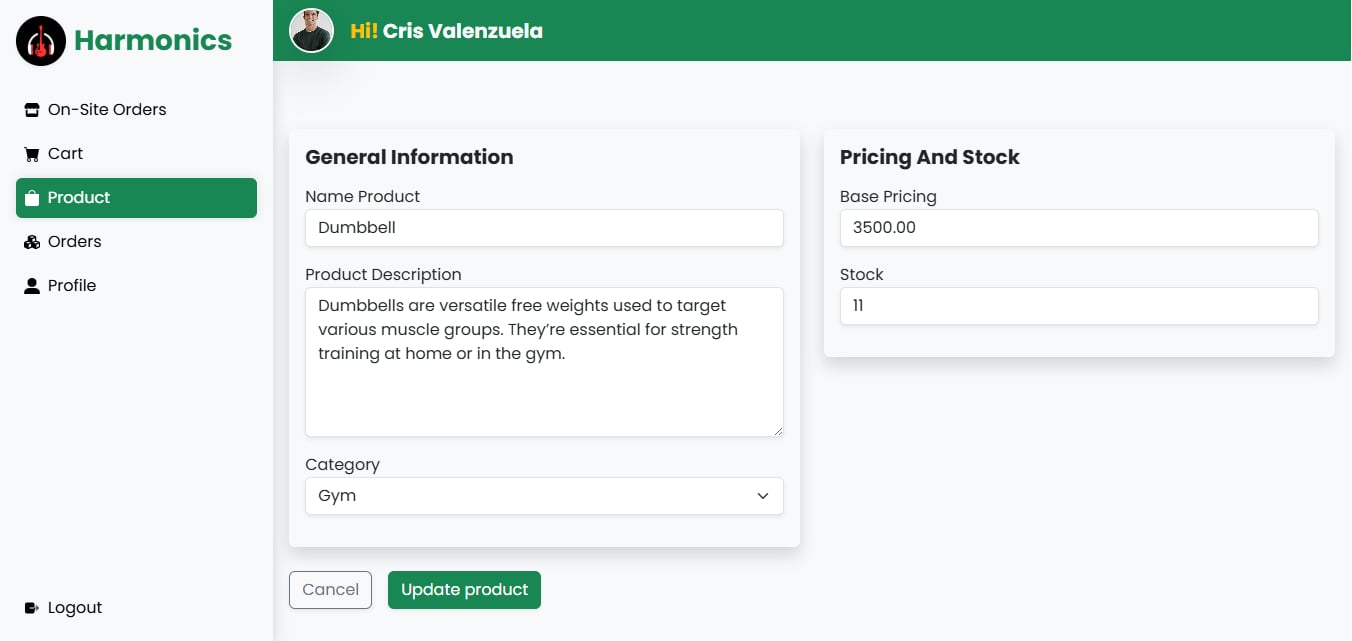 Harmonics
On-Site Orders
Cart
Product
Orders
Profile
Logout
Hi! Cris Valenzuela
General Information
Name Product
Dumbbell
Product Description
Dumbbells are versatile free weights used to target
various muscle groups. They’re essential for strength
training at home or in the gym.
Category
Gym
Cancel
Update product
Pricing And Stock
Base Pricing
3500.00
Stock
11